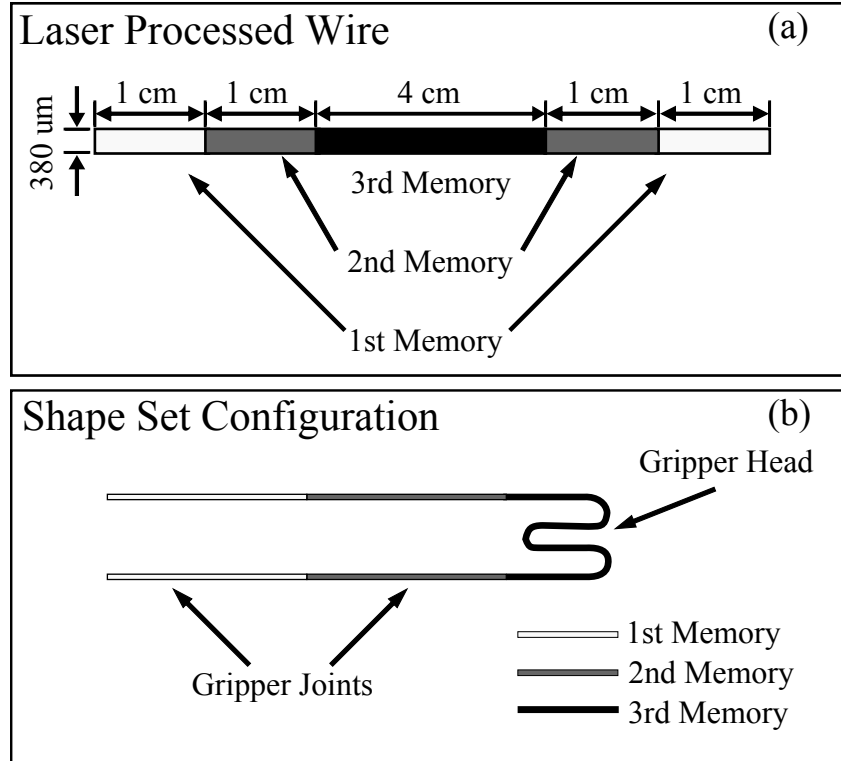 Laser Processed Wire
(a)
1 cm 1 cm 4 cm 1 cm 1 cm
380 um
3rd Memory
2nd Memory
1st Memory
Shape Set Configuration
(b)
Gripper Head
Gripper Joints
1st Memory
2nd Memory
3rd Memory